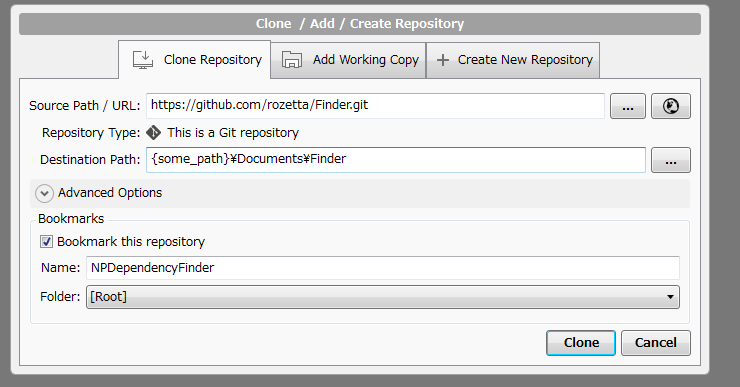 Clone / Add / Create Repository
Clone Repository
Add Working Copy
Create New Repository
Source Path / URL: https://github.com/rozetta/Finder.git ...
Repository Type: This is a Git repository
Destination Path: {some_path}¥Documents¥Finder ...
Advanced Options
Bookmarks
Bookmark this repository
Name: NPDependencyFinder
Folder: [Root]
Clone Cancel